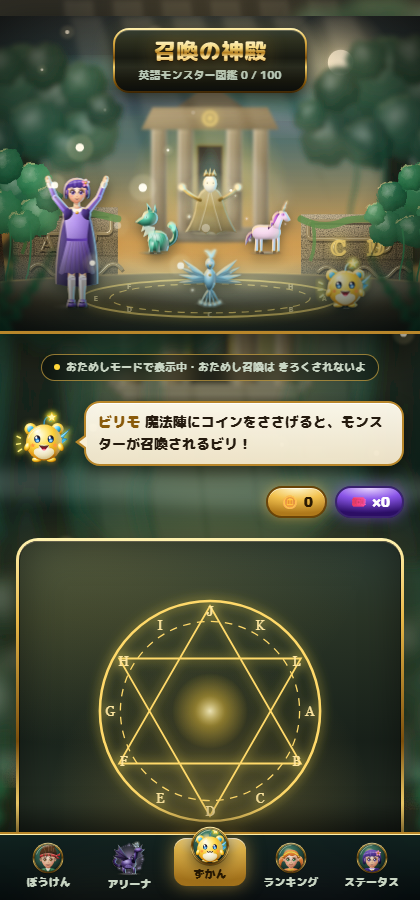 召喚の神殿
英語モンスター図鑑 0 / 100
おためしモードで表示中・おためし召喚は きろくされないよ
ビリモ 魔法陣にコインをささげると、モンス
ターが召喚されるビリ！
0
×0
J
I
K
H
L
G
A
F
B
E
C
D
ぼうけん
アリーナ
ずかん
ランキング
ステータス